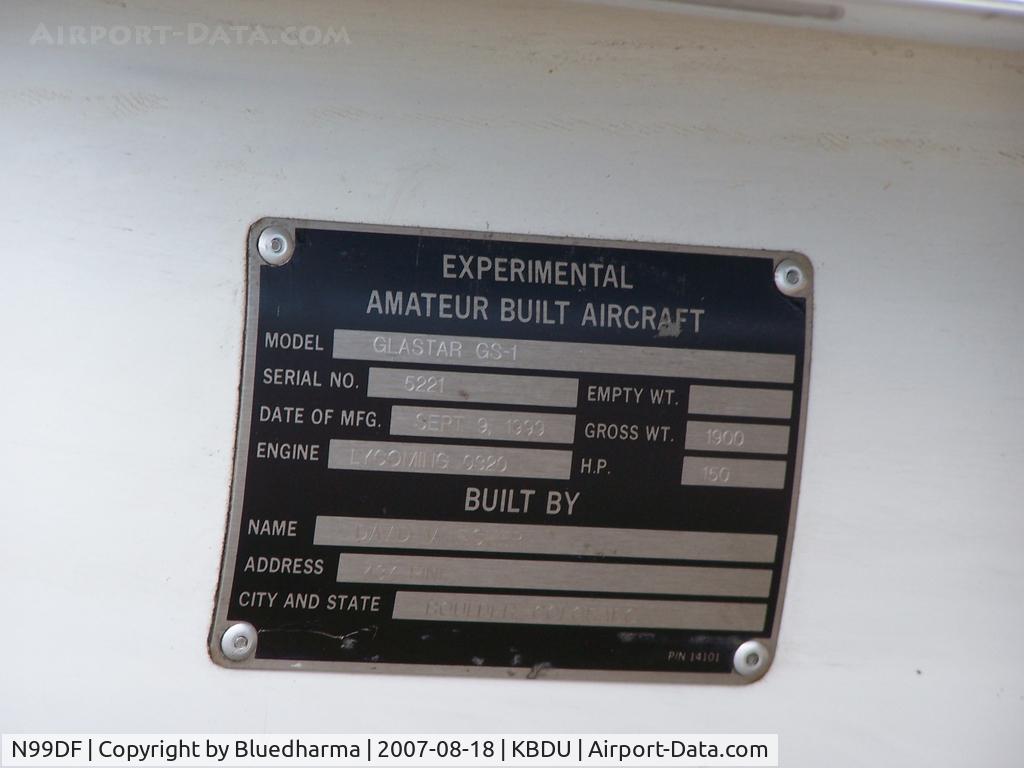 AIRPORT-DATA.COM
EXPERIMENTAL
AMATEUR BUILT AIRCRAFT
MODEL GLASTAR GS-1
SERIAL NO. 5221 EMPTY WT.
DATE OF MFG. SEPT 9, 1999 GROSS WT. 1900
ENGINE LYCOMING O320 H.P. 150
BUILT BY
NAME
ADDRESS
CITY AND STATE BOULDER COLORADO
P/N 14101
N99DF | Copyright by Bluedharma | 2007-08-18 | KBDU | Airport-Data.com